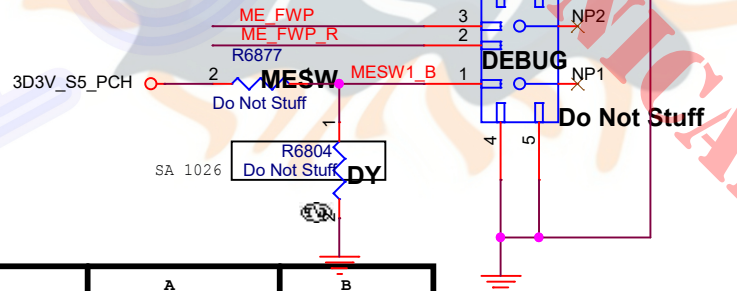 ME_FWP
3
NP2
ME_FWP_R
2
R6877
DEBUG
3D3V_S5_PCH
2
MESW
MESW1_B
1
NP1
Do Not Stuff
Do Not Stuff
1
4
5
R6804
SA 1026
Do Not Stuff
DY
2
A
B